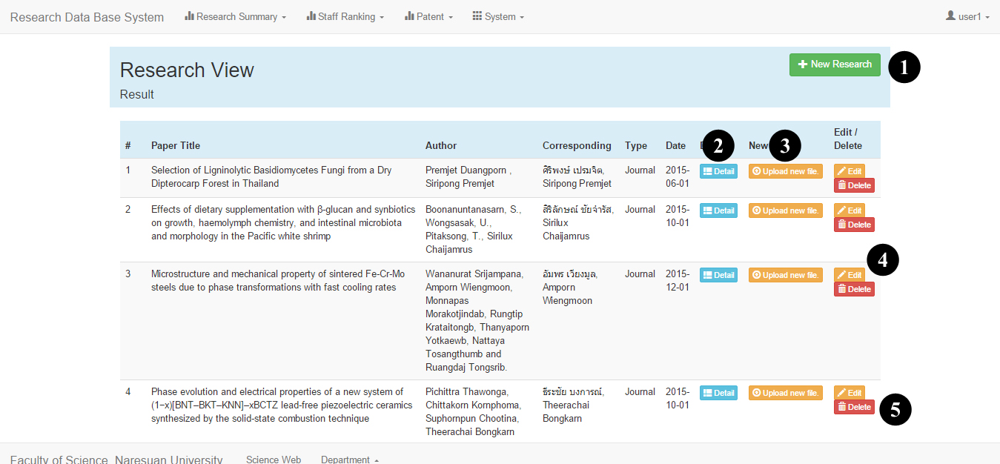 Research Data Base System Research Summary Staff Ranking Patent System user1
Research View
New Research
1
Result
Edit /
# Paper Title Author Corresponding Type Date 2 New 3 Delete
1 Selection of Ligninolytic Basidiomycetes Fungi from a Dry Premjet Duangporn , ศิริพงษ์ เปรมจิต, Journal 2015- Detail Upload new file. Edit
Dipterocarp Forest in Thailand Siripong Premjet Siripong Premjet 06-01 Delete
2 Effects of dietary supplementation with β-glucan and synbiotics Boonanuntanasarn, S., สิริลักษณ์ ชัยจำรัส, Journal 2015- Detail Upload new file. Edit
on growth, haemolymph chemistry, and intestinal microbiota Wongsasak, U., Sirilux 10-01 Delete
and morphology in the Pacific white shrimp Pitaksong, T., Sirilux Chaijamrus
Chaijamrus
4
3 Microstructure and mechanical property of sintered Fe-Cr-Mo Wananurat Srijampana, อัมพร เวียงมูล, Journal 2015- Detail Upload new file. Edit
steels due to phase transformations with fast cooling rates Amporn Wiengmoon, Amporn 12-01 Delete
Monnapas Wiengmoon
Morakotjindab, Rungtip
Krataitongb, Thanyaporn
Yotkaewb, Nattaya
Tosangthumb and
Ruangdaj Tongsrib.
4 Phase evolution and electrical properties of a new system of Pichittra Thawonga, ธีระชัย บงการณ์, Journal 2015- Detail Upload new file. Edit
(1−x)[BNT–BKT–KNN]–xBCTZ lead-free piezoelectric ceramics Chittakorn Kornphoma, Theerachai 10-01 Delete 5
synthesized by the solid-state combustion technique Suphornpun Chootina, Bongkarn
Theerachai Bongkarn
Faculty of Science, Naresuan University Science Web Department